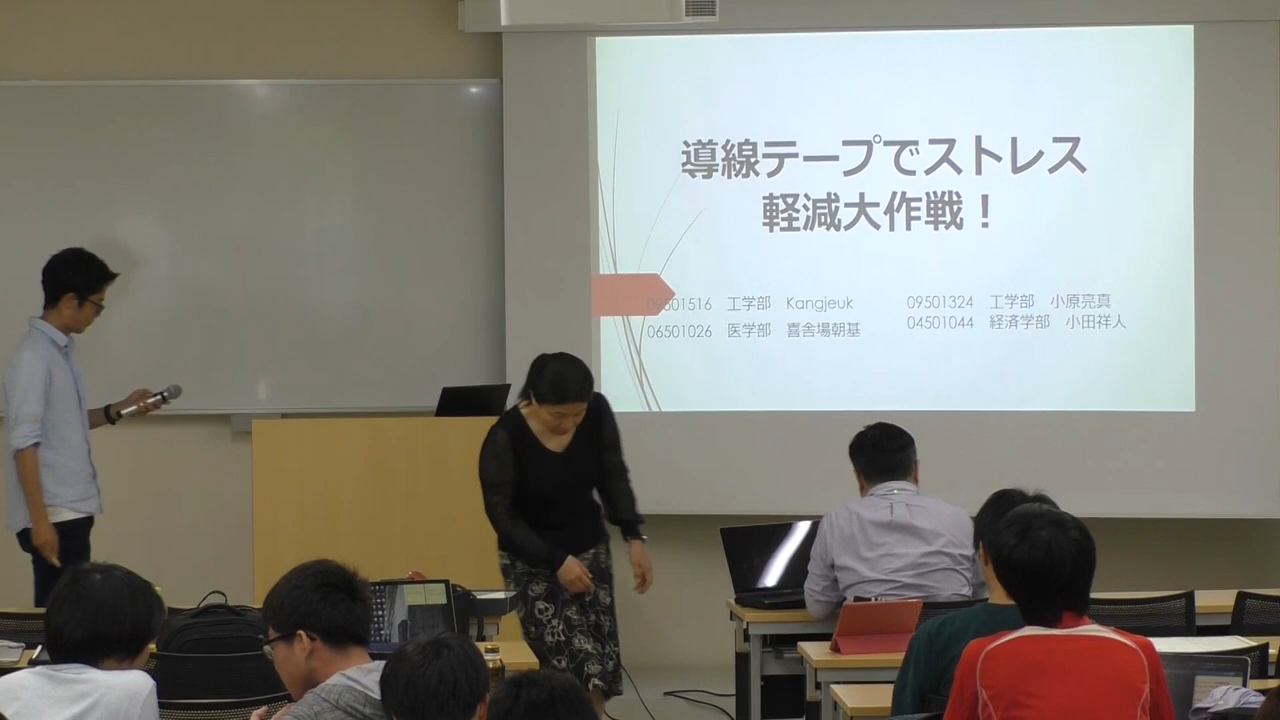 導線テープでストレス
軽減大作戦！
09501516 工学部 Kangjeuk
09501324 工学部 小原亮真
06501026 医学部 喜舎場朝基
04501044 経済学部 小田祥人